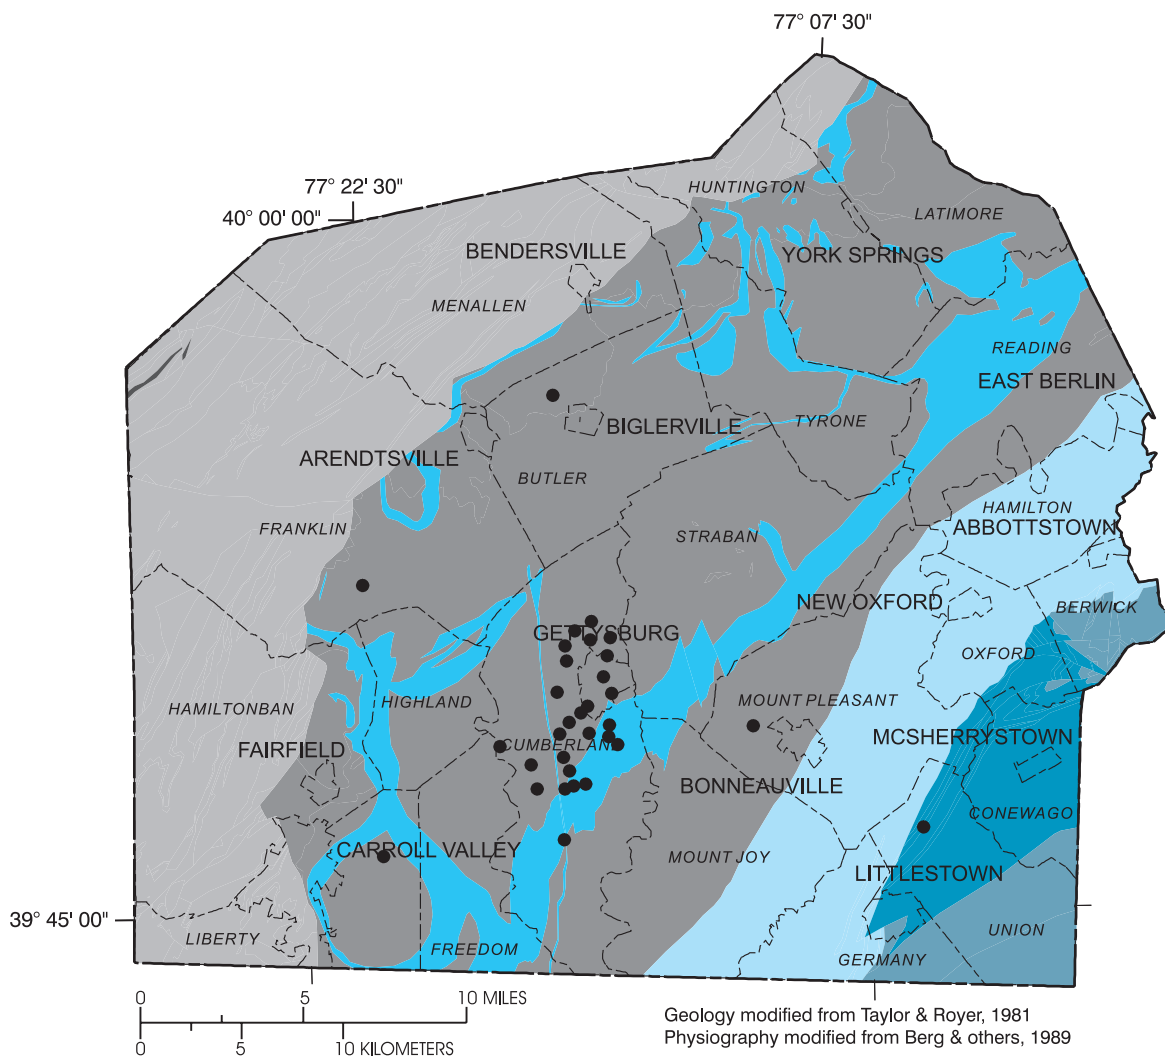 77° 07' 30"
77° 22' 30"
40° 00' 00"
HUNTINGTON
LATIMORE
BENDERSVILLE
YORK SPRINGS
MENALLEN
READING
EAST BERLIN
BIGLERVILLE
TYRONE
ARENDTSVILLE
BUTLER
HAMILTON
FRANKLIN
STRABAN
ABBOTTSTOWN
NEW OXFORD
BERWICK
GETTYSBURG
OXFORD
HAMILTONBAN
HIGHLAND
MOUNT PLEASANT
FAIRFIELD
CUMBERLAND
MCSHERRYSTOWN
BONNEAUVILLE
CONEWAGO
CARROLL VALLEY
MOUNT JOY
LITTLESTOWN
39° 45' 00"
LIBERTY
FREEDOM
UNION
GERMANY
0 5 10 MILES
0 5 10 KILOMETERS
Geology modified from Taylor & Royer, 1981
Physiography modified from Berg & others, 1989